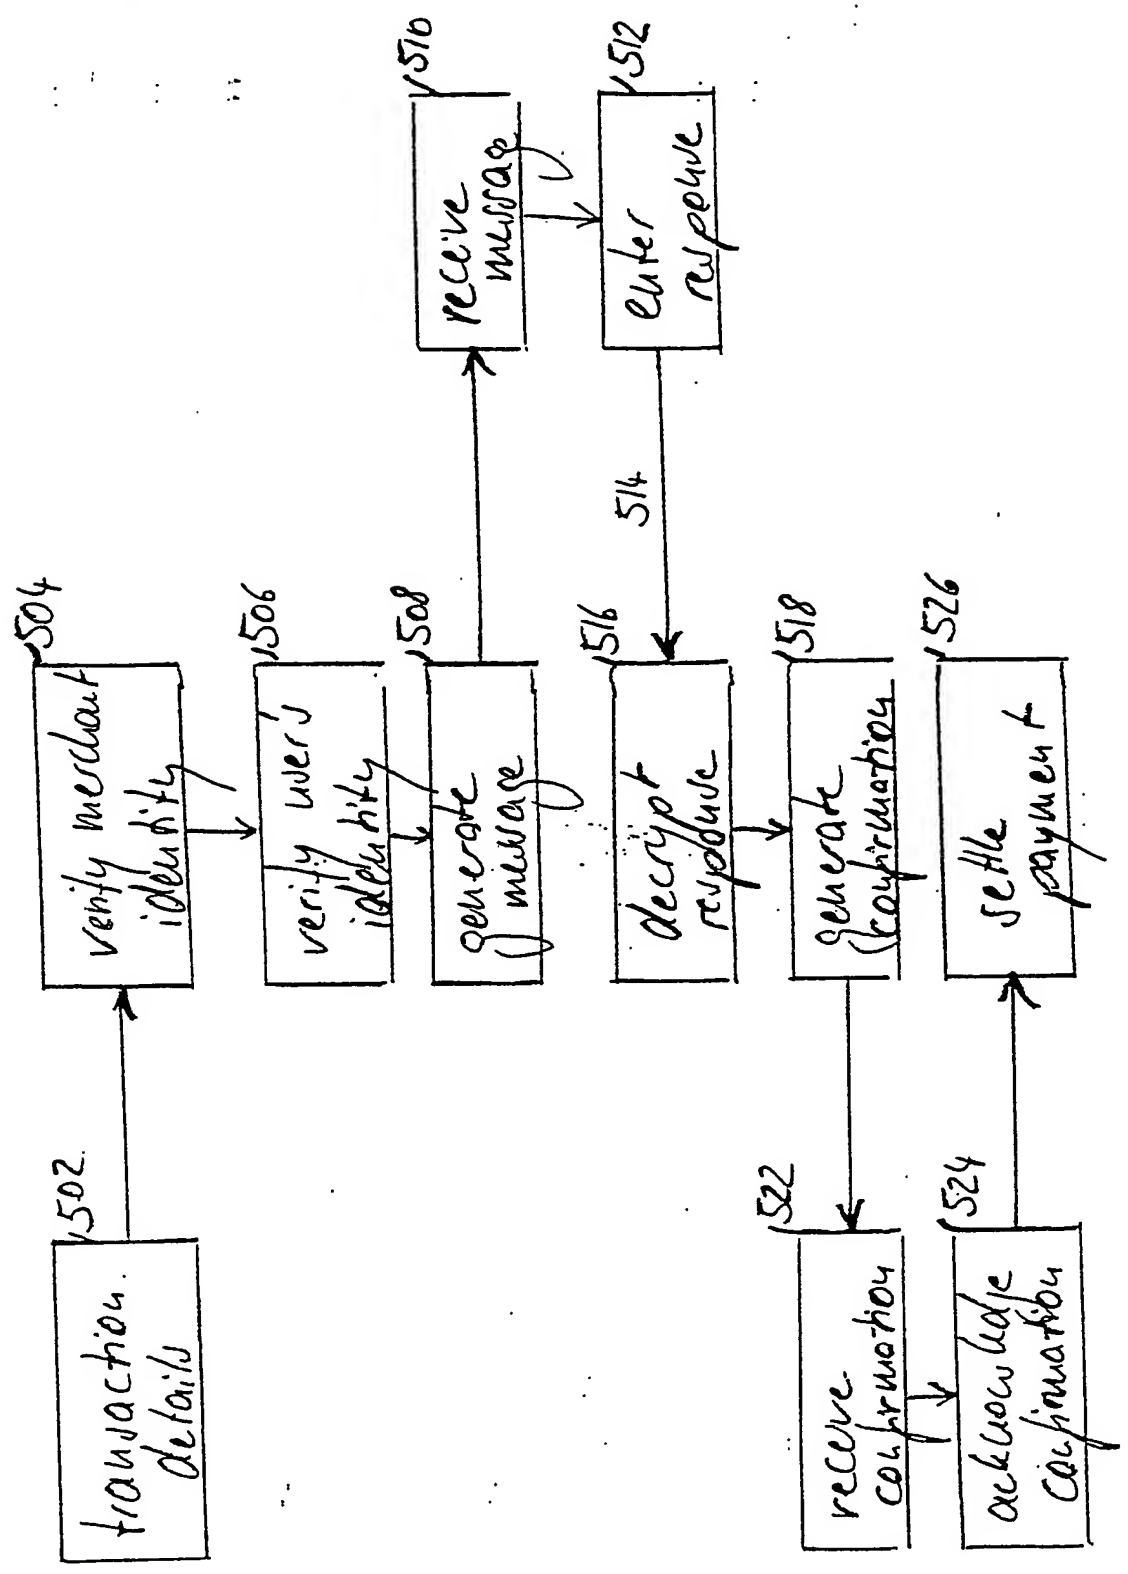 502
transaction
details
504
verify merchant
identity
506
verify user's
identity
508
generate
message
510
receive
message
512
enter
response
514
516
decrypt
response
518
generate
confirmation
522
receive
confirmation
524
acknowledge
confirmation
526
settle
payment